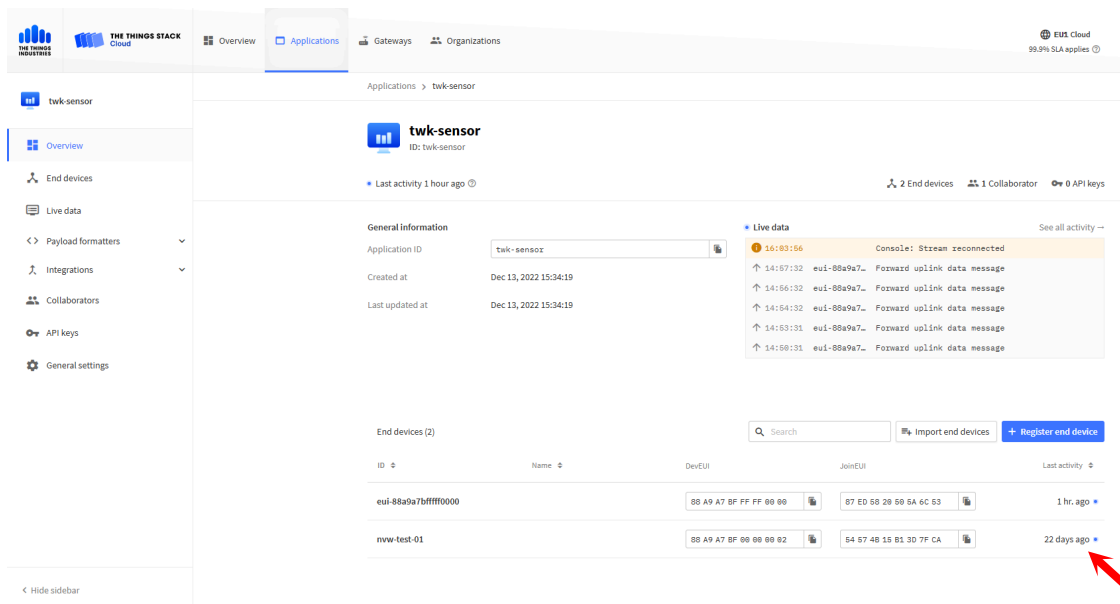 THE THINGS INDUSTRIES
THE THINGS STACK
Cloud
Overview
Applications
Gateways
Organizations
EU1 Cloud
99.9% SLA applies
twk-sensor
Overview
End devices
Live data
Payload formatters
Integrations
Collaborators
API keys
General settings
Hide sidebar
Applications > twk-sensor
twk-sensor
ID: twk-sensor
Last activity 1 hour ago
2 End devices 1 Collaborator 0 API keys
General information
Application ID twk-sensor
Created at Dec 13, 2022 15:34:19
Last updated at Dec 13, 2022 15:34:19
Live data See all activity →
16:03:56 Console: Stream reconnected
14:57:32 eui-88a9a7… Forward uplink data message
14:56:32 eui-88a9a7… Forward uplink data message
14:54:32 eui-88a9a7… Forward uplink data message
14:53:31 eui-88a9a7… Forward uplink data message
14:50:31 eui-88a9a7… Forward uplink data message
End devices (2) Search Import end devices + Register end device
ID Name DevEUI JoinEUI Last activity
eui-88a9a7bfffff0000 88 A9 A7 BF FF FF 00 00 87 ED 58 20 50 5A 6C 53 1 hr. ago
nvw-test-01 88 A9 A7 BF 00 00 00 02 54 57 4B 15 B1 3D 7F CA 22 days ago